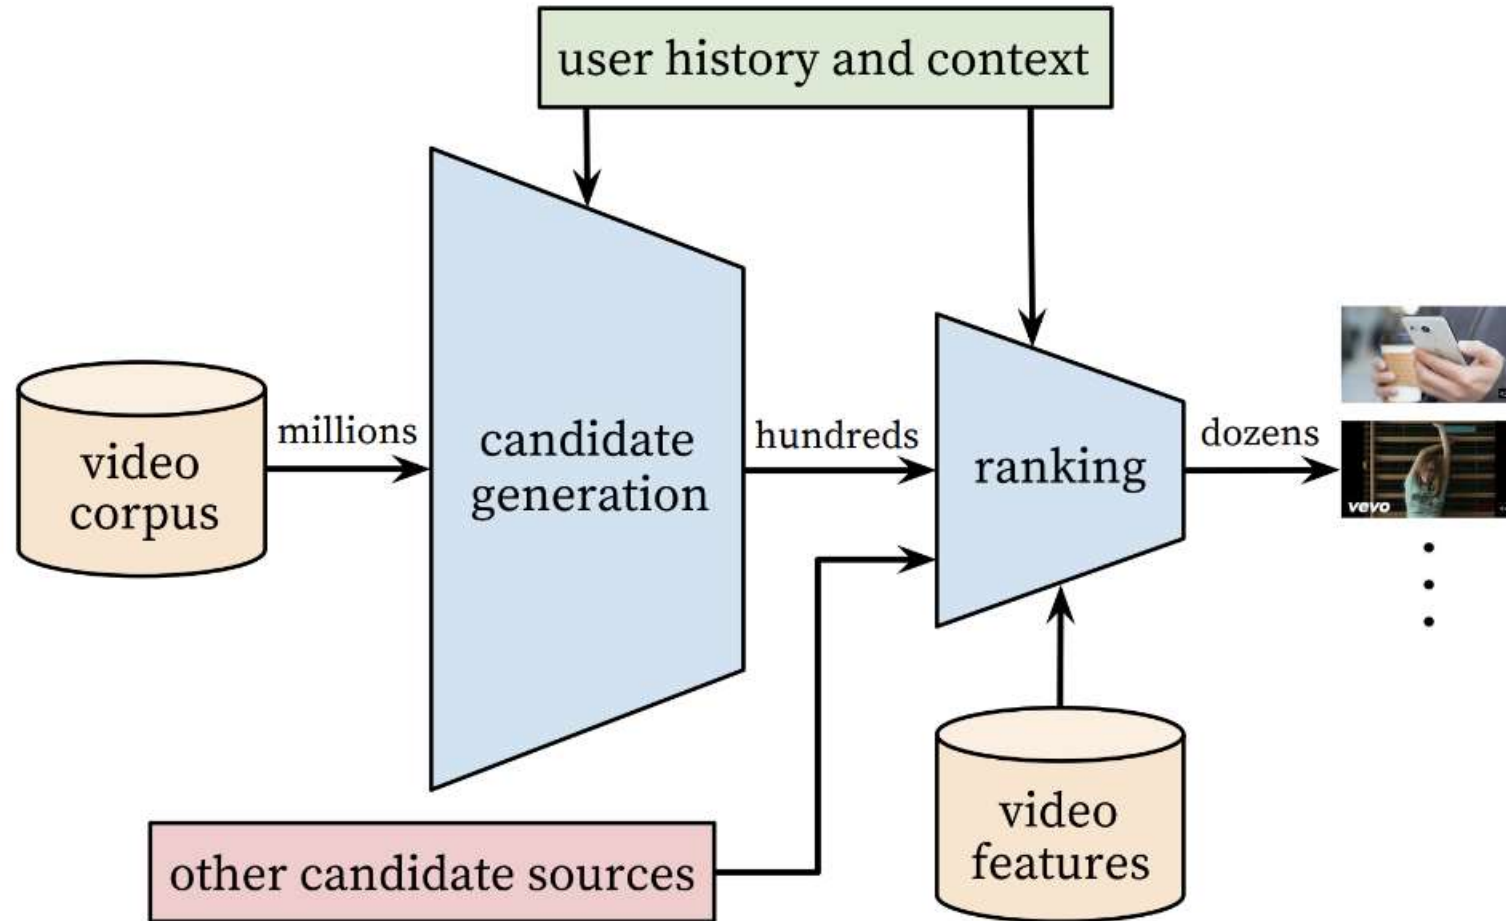 user history and context
millions
candidate
generation
hundreds
ranking
dozens
video
corpus
vevo
other candidate sources
video
features